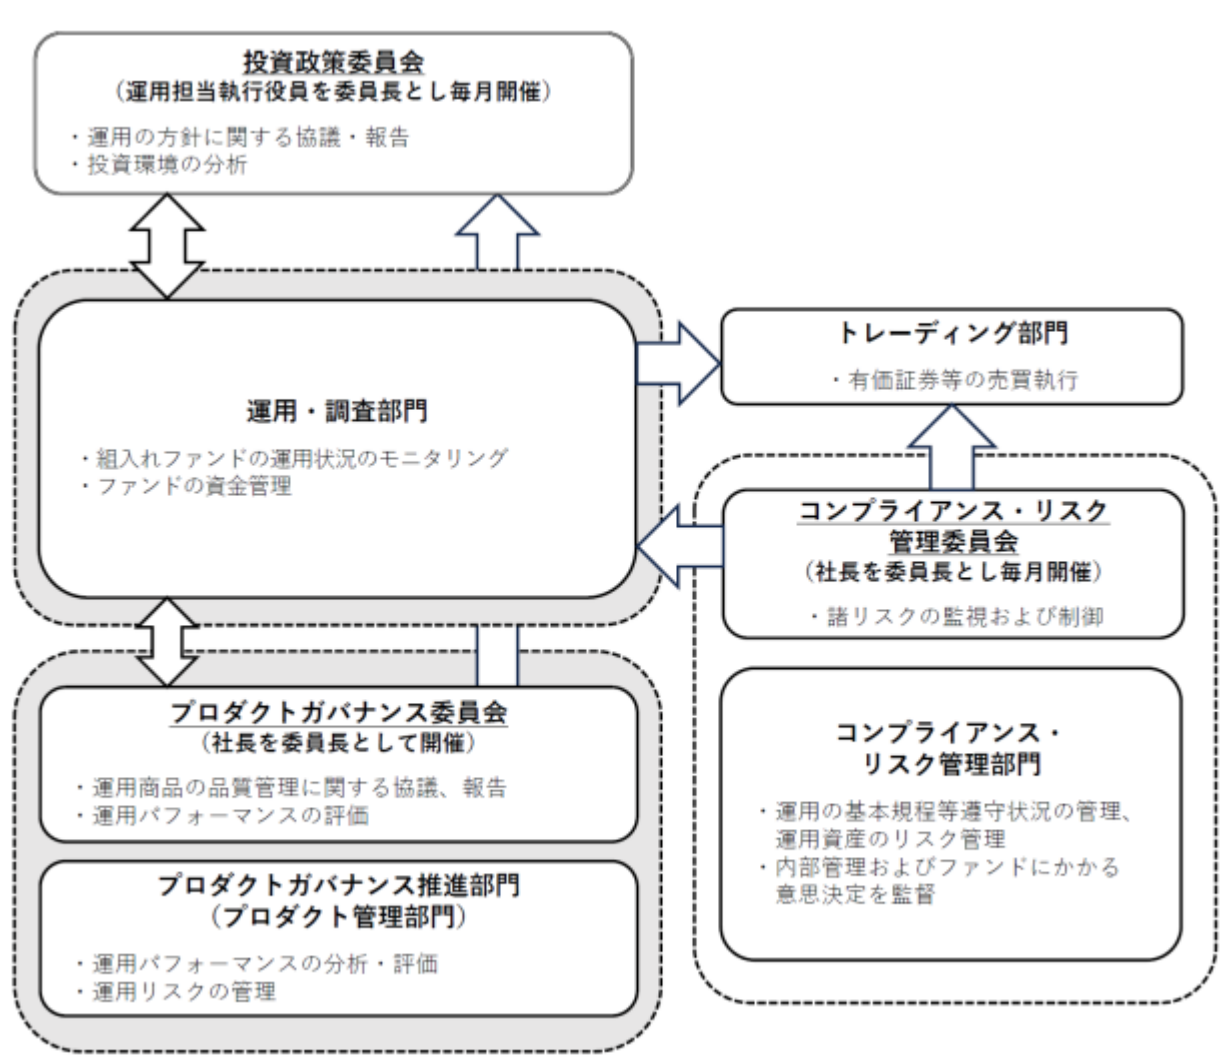 投資政策委員会
（運用担当執行役員を委員長とし毎月開催）
・運用の方針に関する協議・報告
・投資環境の分析
運用・調査部門
・組入れファンドの運用状況のモニタリング
・ファンドの資金管理
トレーディング部門
・有価証券等の売買執行
コンプライアンス・リスク
管理委員会
（社長を委員長とし毎月開催）
・諸リスクの監視および制御
プロダクトガバナンス委員会
（社長を委員長として開催）
・運用商品の品質管理に関する協議、報告
・運用パフォーマンスの評価
プロダクトガバナンス推進部門
（プロダクト管理部門）
・運用パフォーマンスの分析・評価
・運用リスクの管理
コンプライアンス・
リスク管理部門
・運用の基本規程等遵守状況の管理、
運用資産のリスク管理
・内部管理およびファンドにかかる
意思決定を監督